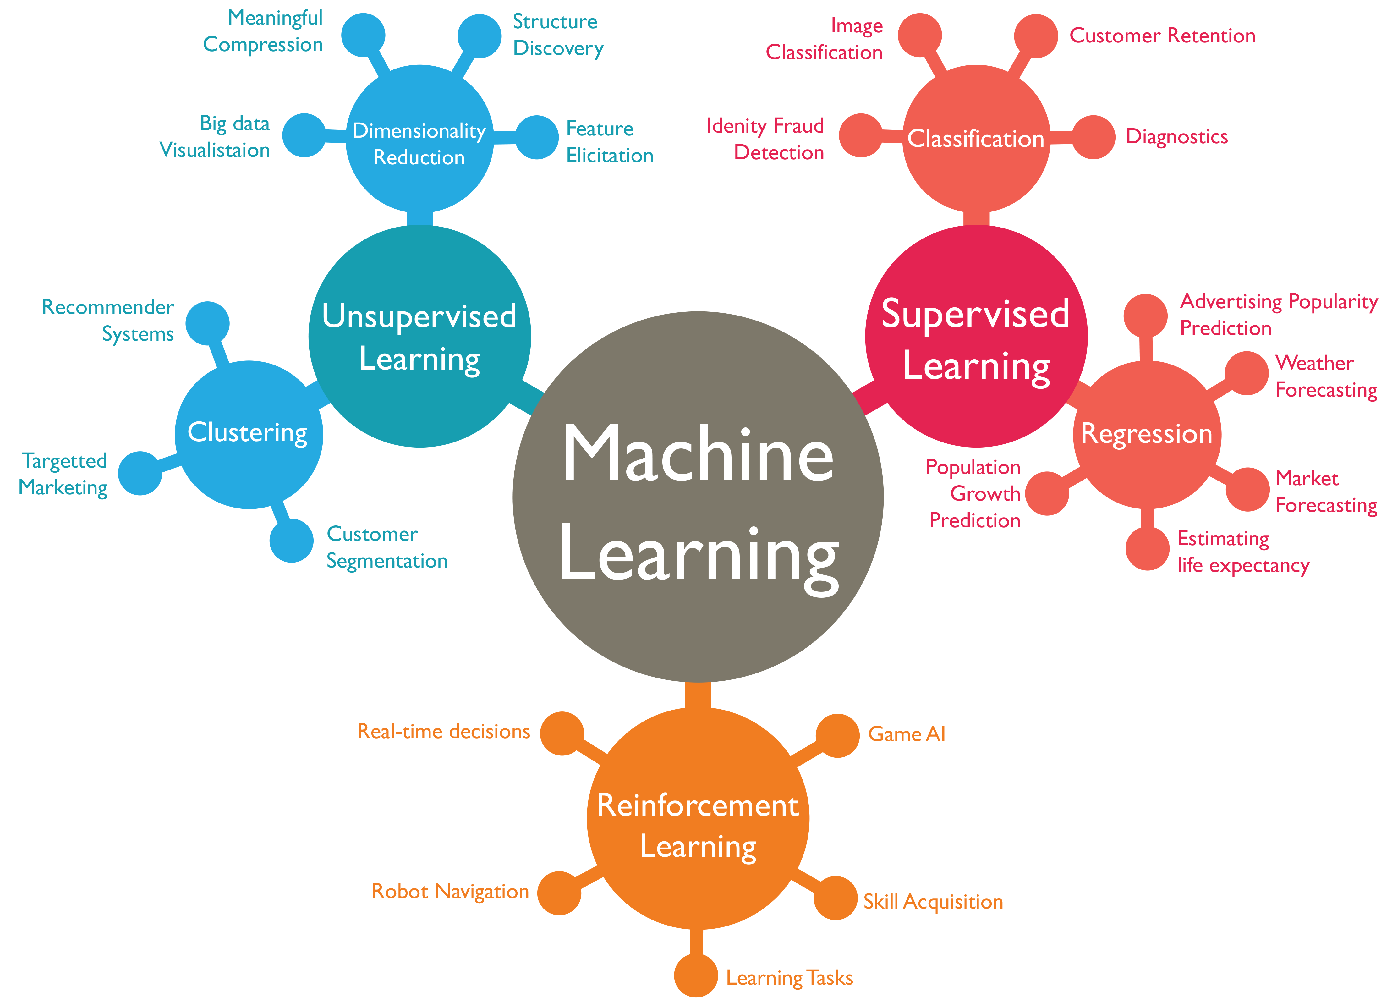 Meaningful
Compression
Structure
Discovery
Big data
Visualistaion
Dimensionality
Reduction
Feature
Elicitation
Image
Classification
Customer Retention
Idenity Fraud
Detection
Classification
Diagnostics
Unsupervised
Learning
Supervised
Learning
Recommender
Systems
Clustering
Targetted
Marketing
Customer
Segmentation
Machine
Learning
Advertising Popularity
Prediction
Weather
Forecasting
Regression
Population
Growth
Prediction
Market
Forecasting
Estimating
life expectancy
Real-time decisions
Game AI
Reinforcement
Learning
Robot Navigation
Skill Acquisition
Learning Tasks